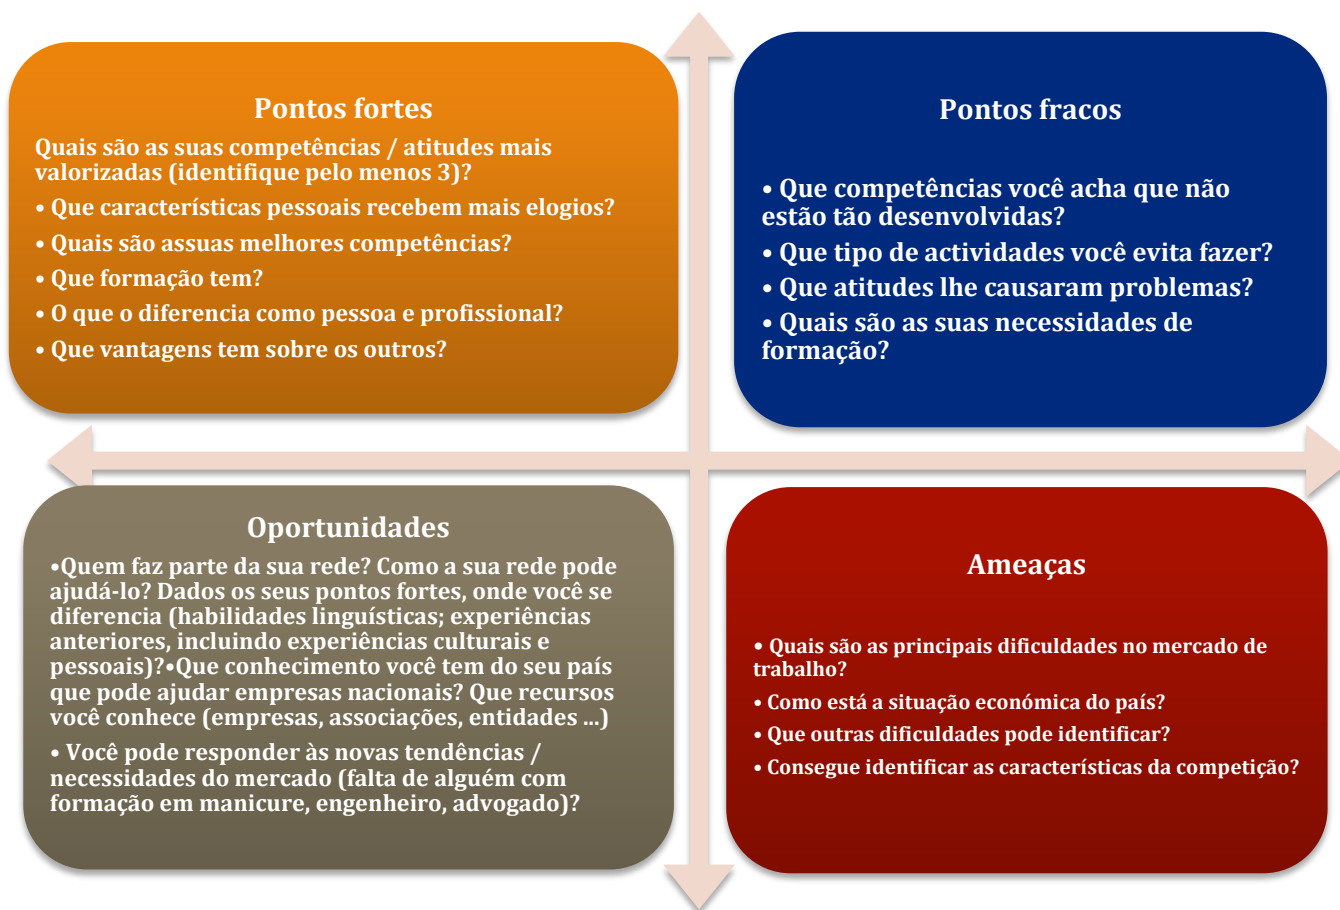 Pontos fortes
Quais são as suas competências / atitudes mais
valorizadas (identifique pelo menos 3)?
• Que característicás pessoais recebem mais elogios?
• Quais são assuas melhores competências?
• Que formação tem?
• O que o diferencia como pessoa e profissional?
• Que vantagens tem sobre os outros?
Pontos fracos
• Que competências você acha que não
estão tão desenvolvidas?
• Que tipo de actividades você evita fazer?
• Que atitudes lhe causaram problemas?
• Quais são as suas necessidades de
formação?
Oportunidades
•Quem faz parte da sua rede? Como a sua rede pode
ajudá-lo? Dados os seus pontos fortes, onde você se
diferencia (habilidades linguísticas; experiências
anteriores, incluindo experiências culturais e
pessoais)?•Que conhecimento você tem do seu país
que pode ajudar empresas nacionais? Que recursos
você conhece (empresas, associações, entidades ...)
• Você pode responder às novas tendências /
necessidades do mercado (falta de alguém com
formação em manicure, engenheiro, advogado)?
Ameaças
• Quais são as principais dificuldades no mercado de
trabalho?
• Como está a situação económica do país?
• Que outras dificuldades pode identificar?
• Consegue identificar as características da competição?